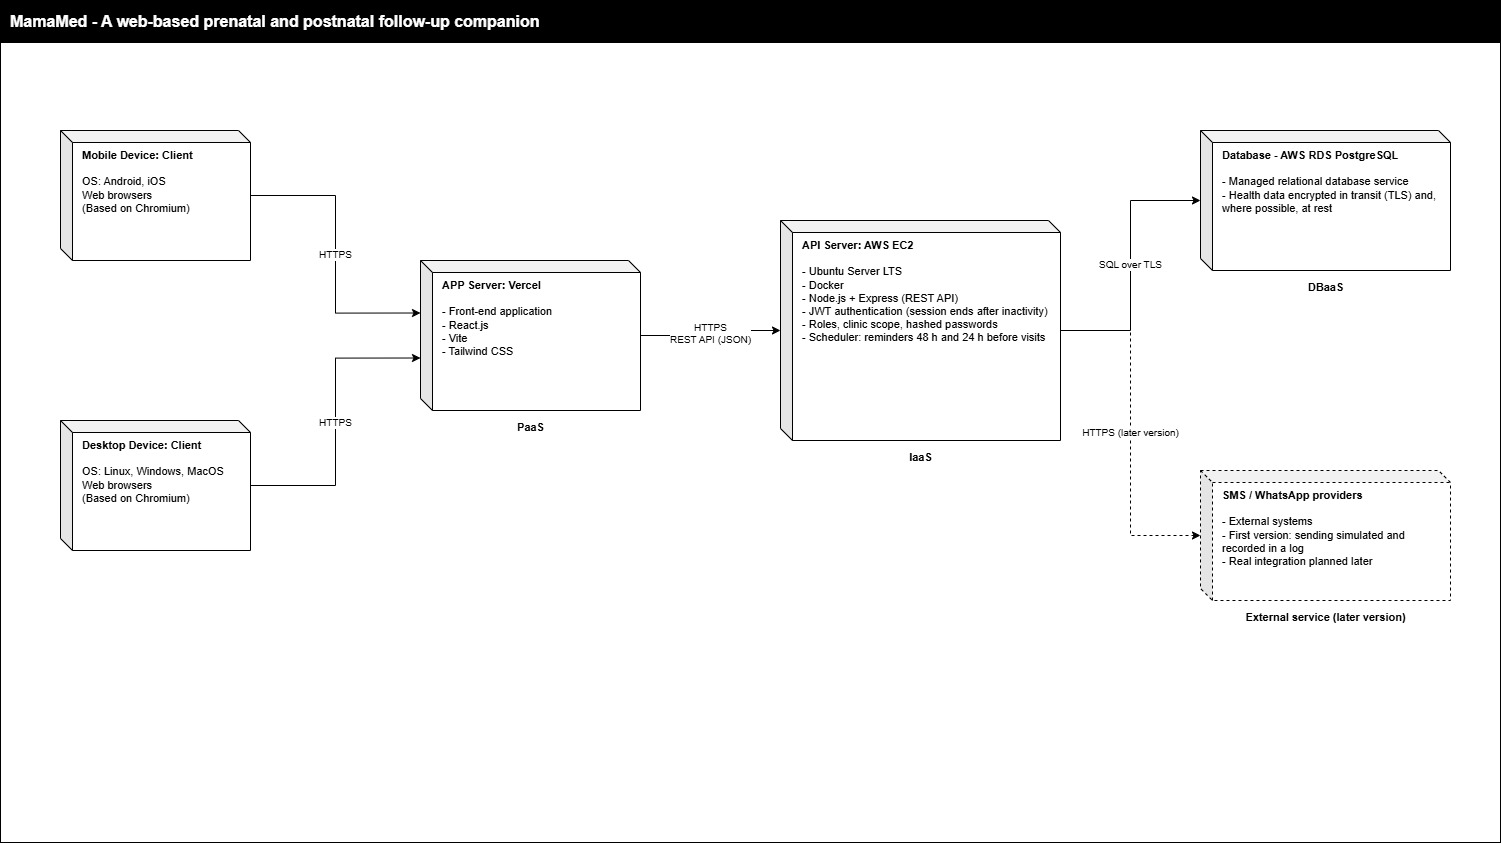 MamaMed - A web-based prenatal and postnatal follow-up companion
Mobile Device: Client
OS: Android, iOS
Web browsers
(Based on Chromium)
HTTPS
Desktop Device: Client
OS: Linux, Windows, MacOS
Web browsers
(Based on Chromium)
HTTPS
APP Server: Vercel
- Front-end application
- React.js
- Vite
- Tailwind CSS
PaaS
HTTPS
REST API (JSON)
API Server: AWS EC2
- Ubuntu Server LTS
- Docker
- Node.js + Express (REST API)
- JWT authentication (session ends after inactivity)
- Roles, clinic scope, hashed passwords
- Scheduler: reminders 48 h and 24 h before visits
IaaS
SQL over TLS
Database - AWS RDS PostgreSQL
- Managed relational database service
- Health data encrypted in transit (TLS) and,
where possible, at rest
DBaaS
HTTPS (later version)
SMS / WhatsApp providers
- External systems
- First version: sending simulated and
recorded in a log
- Real integration planned later
External service (later version)